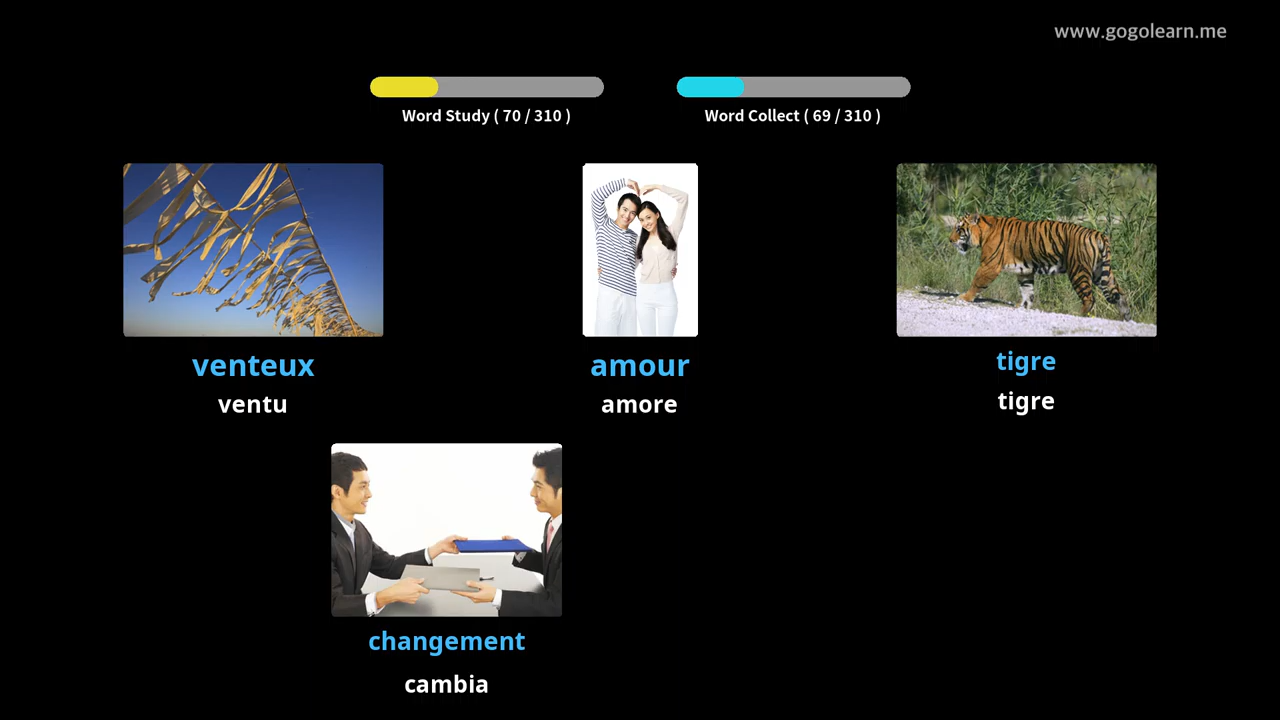 www.gogolearn.me
Word Study ( 70 / 310 )
Word Collect ( 69 / 310 )
venteux
ventu
amour
amore
tigre
tigre
changement
cambia